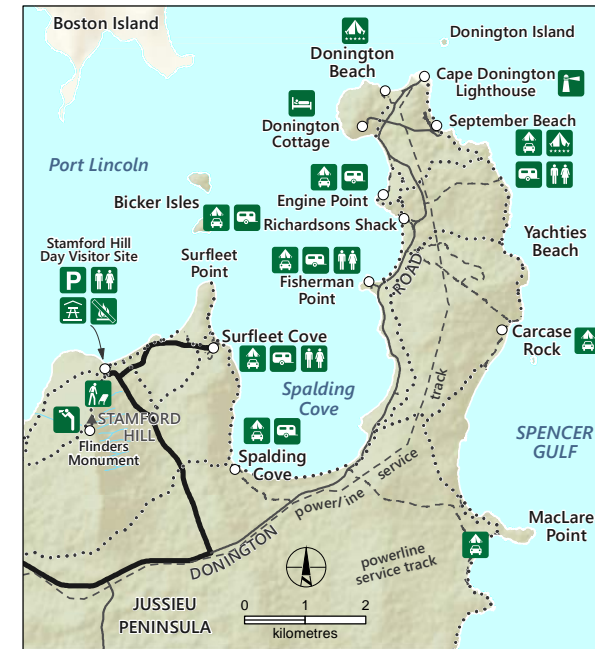 Boston Island
Donington Island
Donington
Beach
Cape Donington
Lighthouse
Donington
Cottage
September Beach
Port Lincoln
Bicker Isles
Engine Point
Richardsons Shack
Stamford Hill
Day Visitor Site
P
Surfleet
Point
Fisherman
Point
ROAD
Yachties
Beach
Surfleet Cove
Carcase
Rock
Spalding
Cove
track
STAMFORD
HILL
Flinders
Monument
SPENCER
GULF
Spalding
Cove
service
power/ine
DONINGTON
MacLare
Point
powerline
service track
JUSSIEU
PENINSULA
0 1 2
kilometres